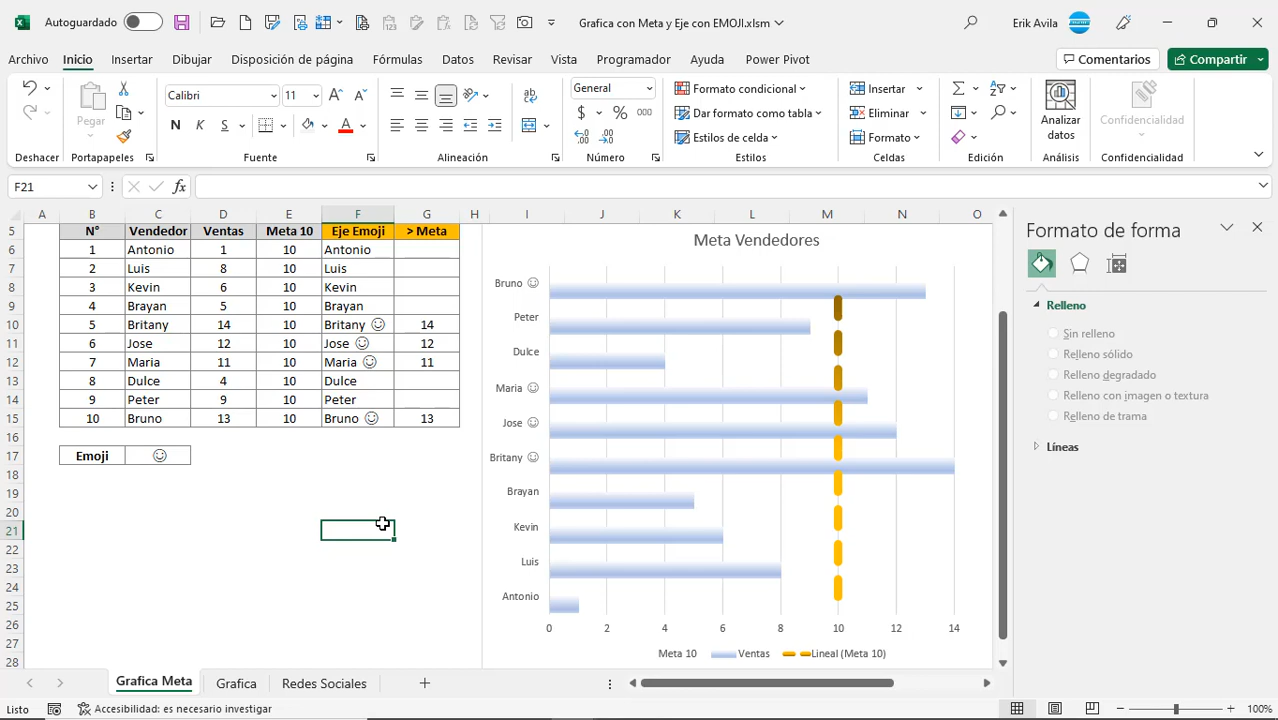 Autoguardado
Grafica con Meta y Eje con EMOJI.xlsm
Erik Avila
Archivo Inicio Insertar Dibujar Disposición de página Fórmulas Datos Revisar Vista Programador Ayuda Power Pivot
Comentarios Compartir
Pegar
Calibri 11
N K S
General
$ % 000
Formato condicional
Dar formato como tabla
Estilos de celda
Insertar
Eliminar
Formato
Analizar datos
Confidencialidad
Deshacer Portapapeles Fuente Alineación Número Estilos Celdas Edición Análisis Confidencialidad
F21 fx
A B C D E F G H I J K L M N O
5 N° Vendedor Ventas Meta 10 Eje Emoji > Meta
6 1 Antonio 1 10 Antonio
7 2 Luis 8 10 Luis
8 3 Kevin 6 10 Kevin
9 4 Brayan 5 10 Brayan
10 5 Britany 14 10 Britany ☺ 14
11 6 Jose 12 10 Jose ☺ 12
12 7 Maria 11 10 Maria ☺ 11
13 8 Dulce 4 10 Dulce
14 9 Peter 9 10 Peter
15 10 Bruno 13 10 Bruno ☺ 13
16
17 Emoji ☺
18
19
20
21
22
23
24
25
26
27
28
Meta Vendedores
Bruno ☺
Peter
Dulce
Maria ☺
Jose ☺
Britany ☺
Brayan
Kevin
Luis
Antonio
0 2 4 6 8 10 12 14
Meta 10 Ventas Lineal (Meta 10)
Formato de forma
Relleno
Sin relleno
Relleno sólido
Relleno degradado
Relleno con imagen o textura
Relleno de trama
Líneas
Grafica Meta Grafica Redes Sociales
Listo Accesibilidad: es necesario investigar 100%